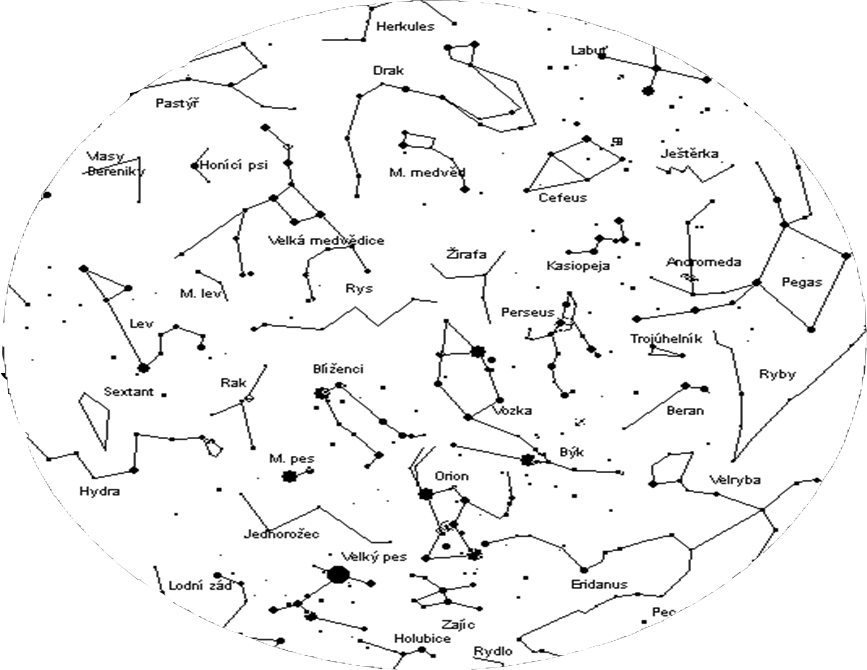 Herkules
Labuť
Drak
Pastýř
Vlasy
Bereniky
Honící psi
M. medvěd
Ještěrka
Cefeus
Velká medvědice
Žirafa
Kasiopeja
Andromeda
Pegas
M. lev
Rys
Perseus
Lev
Trojúhelník
Sextant
Rak
Blíženci
Ryby
Vozka
Beran
M. pes
Býk
Orion
Velryba
Hydra
Jednorožec
Velký pes
Lodní zád
Eridanus
Pec
Zajíc
Holubice
Rydlo